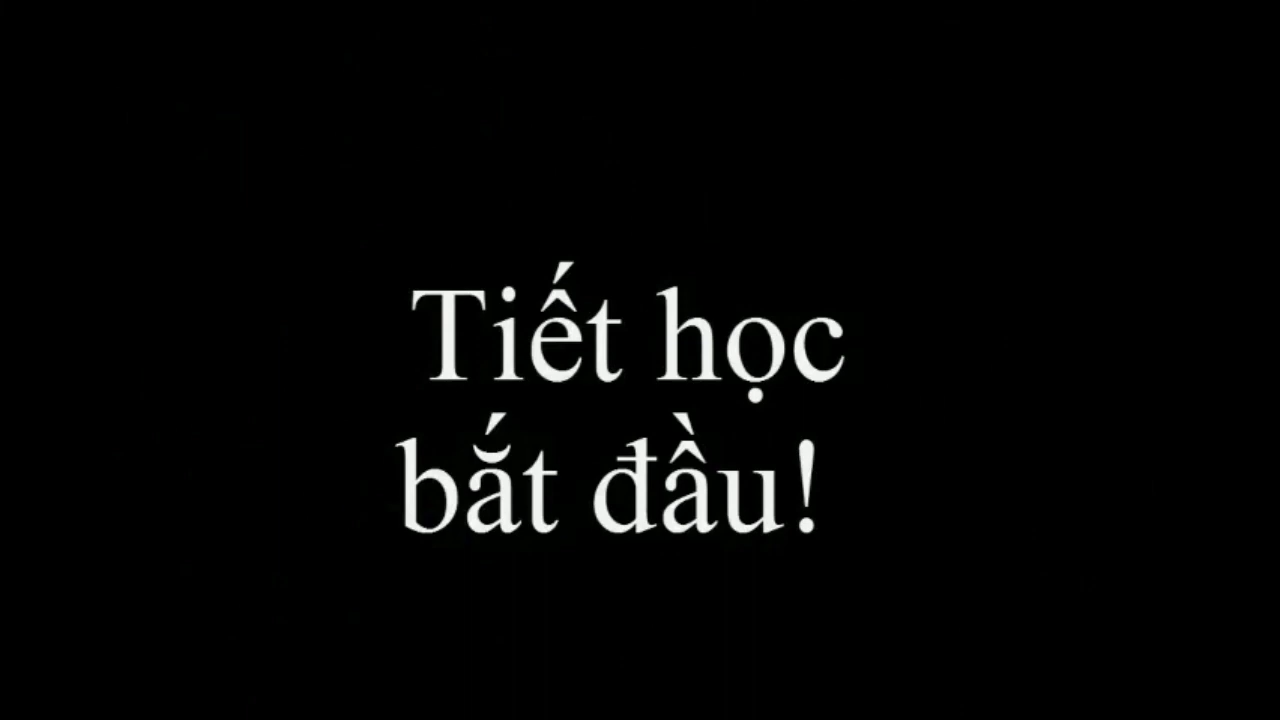 Tiết học
bắt đầu!